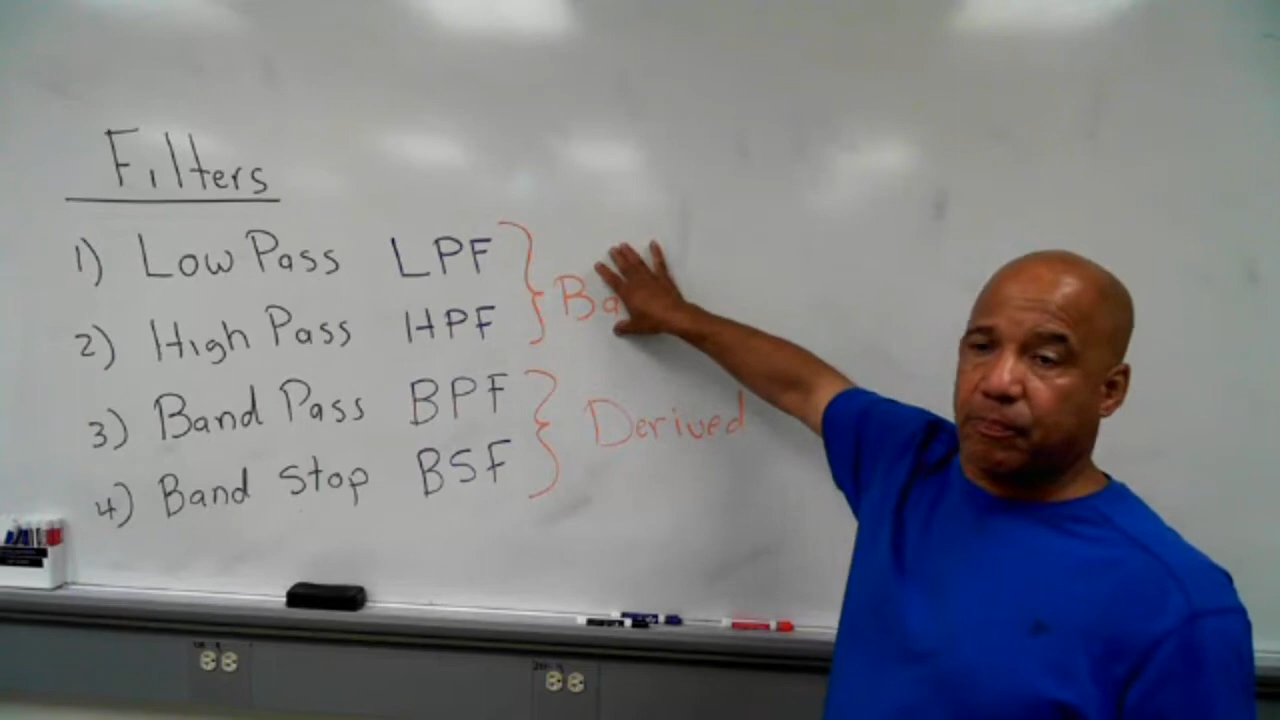 Filters
1) Low Pass LPF
2) High Pass HPF
3) Band Pass BPF
4) Band Stop BSF
Derived